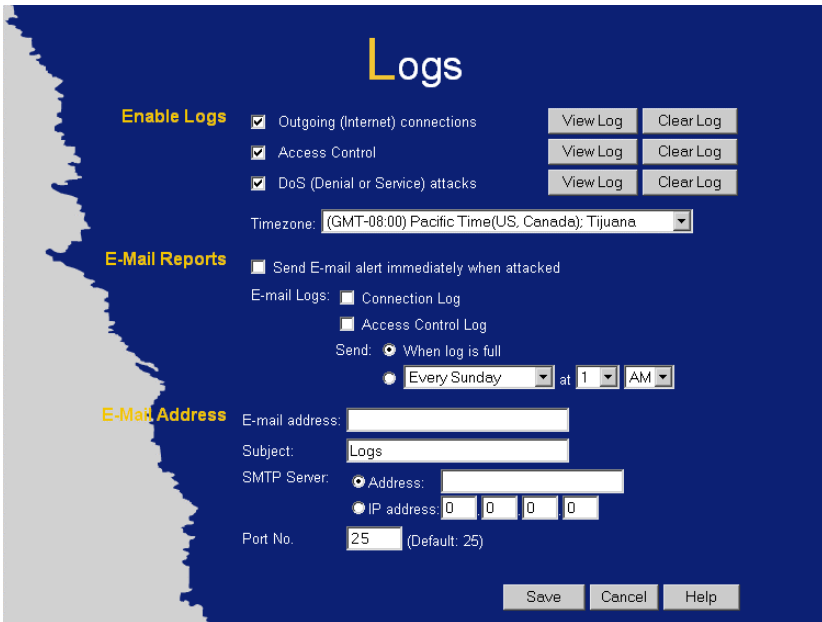 Logs
Enable Logs
Outgoing (Internet) connections View Log Clear Log
Access Control View Log Clear Log
DoS (Denial or Service) attacks View Log Clear Log
Timezone: (GMT-08:00) Pacific Time(US, Canada); Tijuana
E-Mail Reports
Send E-mail alert immediately when attacked
E-mail Logs: Connection Log
Access Control Log
Send: When log is full
Every Sunday at 1 AM
E-Mail Address
E-mail address:
Subject: Logs
SMTP Server: Address:
IP address: 0 . 0 . 0 . 0
Port No. 25 (Default: 25)
Save Cancel Help